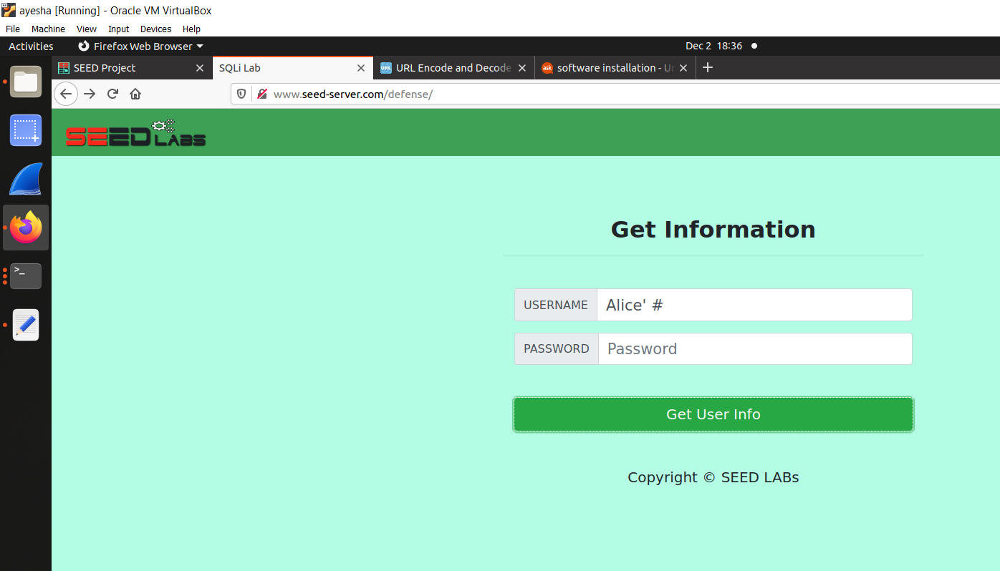 ayesha [Running] - Oracle VM VirtualBox
File Machine View Input Devices Help
Activities Firefox Web Browser Dec 2 18:36
SEED Project SQLi Lab URL Encode and Decode software installation - U
www.seed-server.com/defense/
SEED LABS
Get Information
USERNAME Alice' #
PASSWORD Password
Get User Info
Copyright © SEED LABs